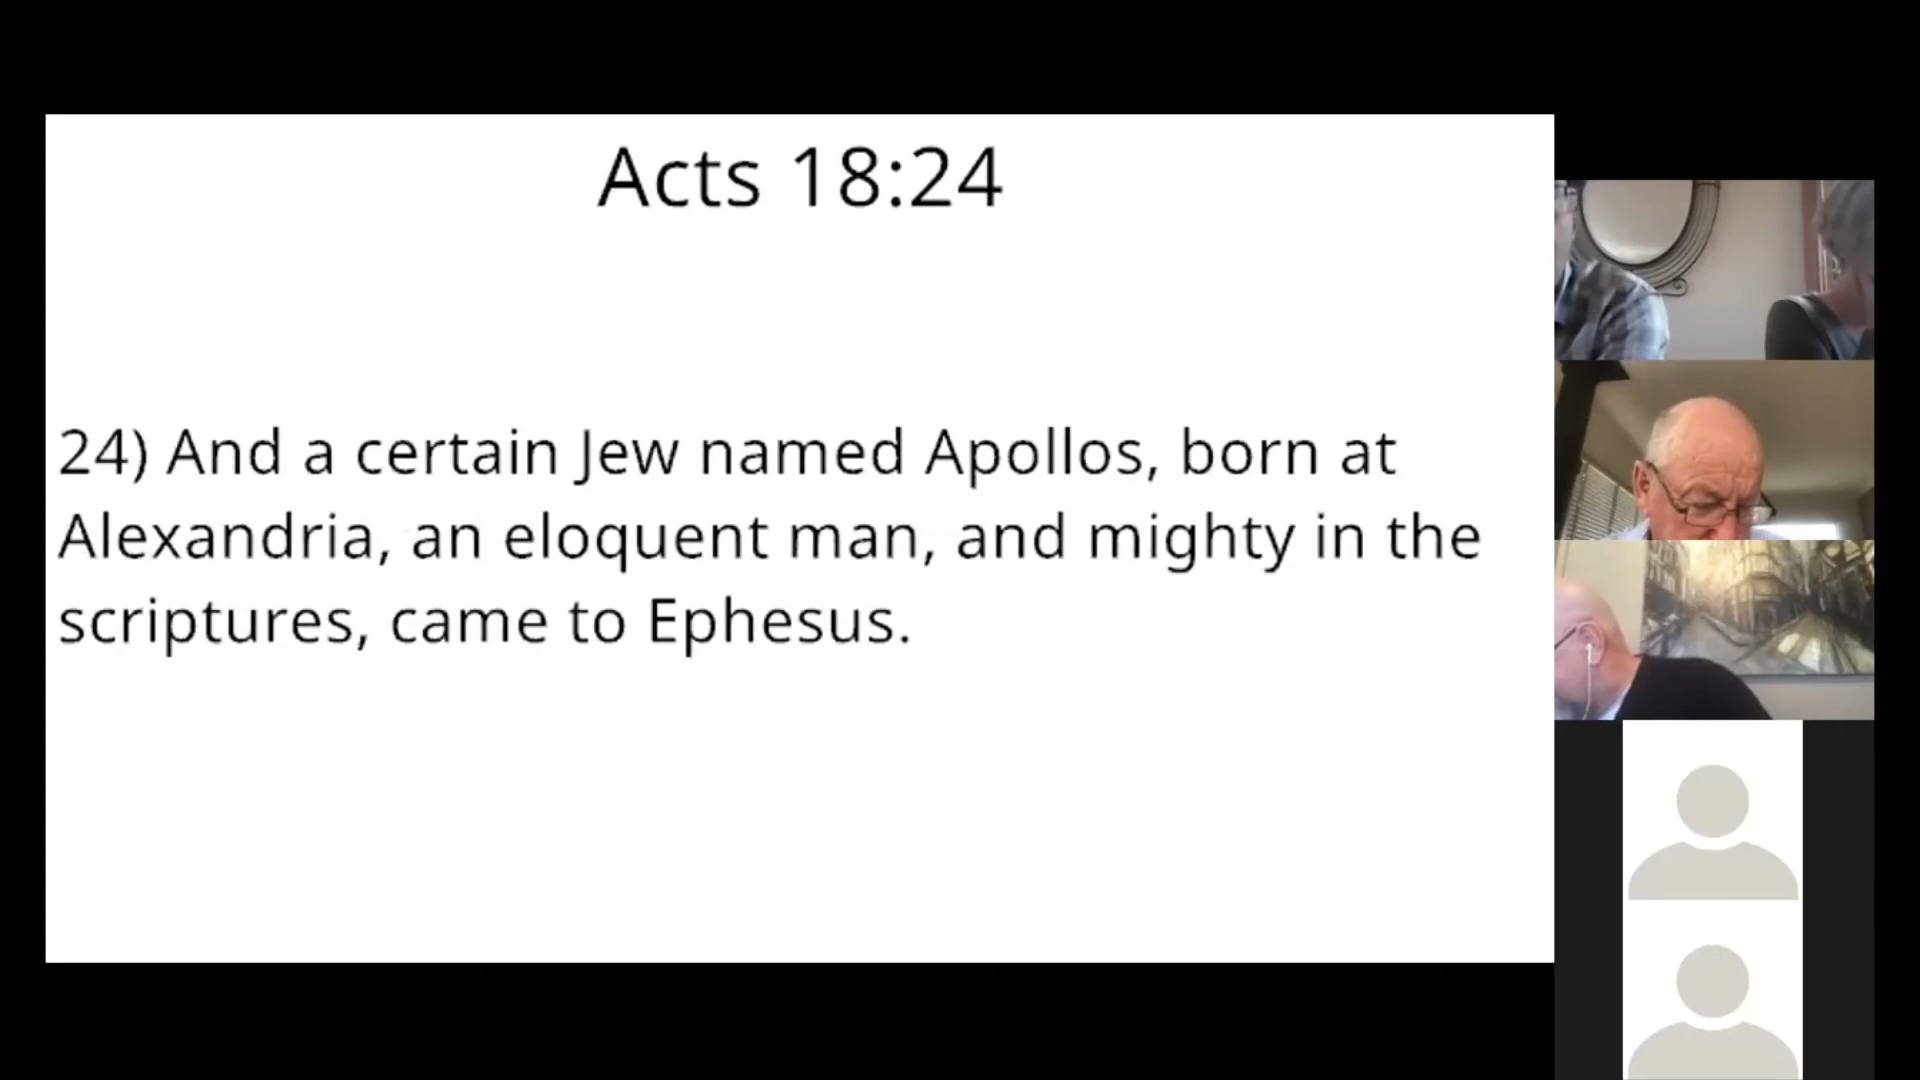 Acts 18:24
24) And a certain Jew named Apollos, born at
Alexandria, an eloquent man, and mighty in the
scriptures, came to Ephesus.